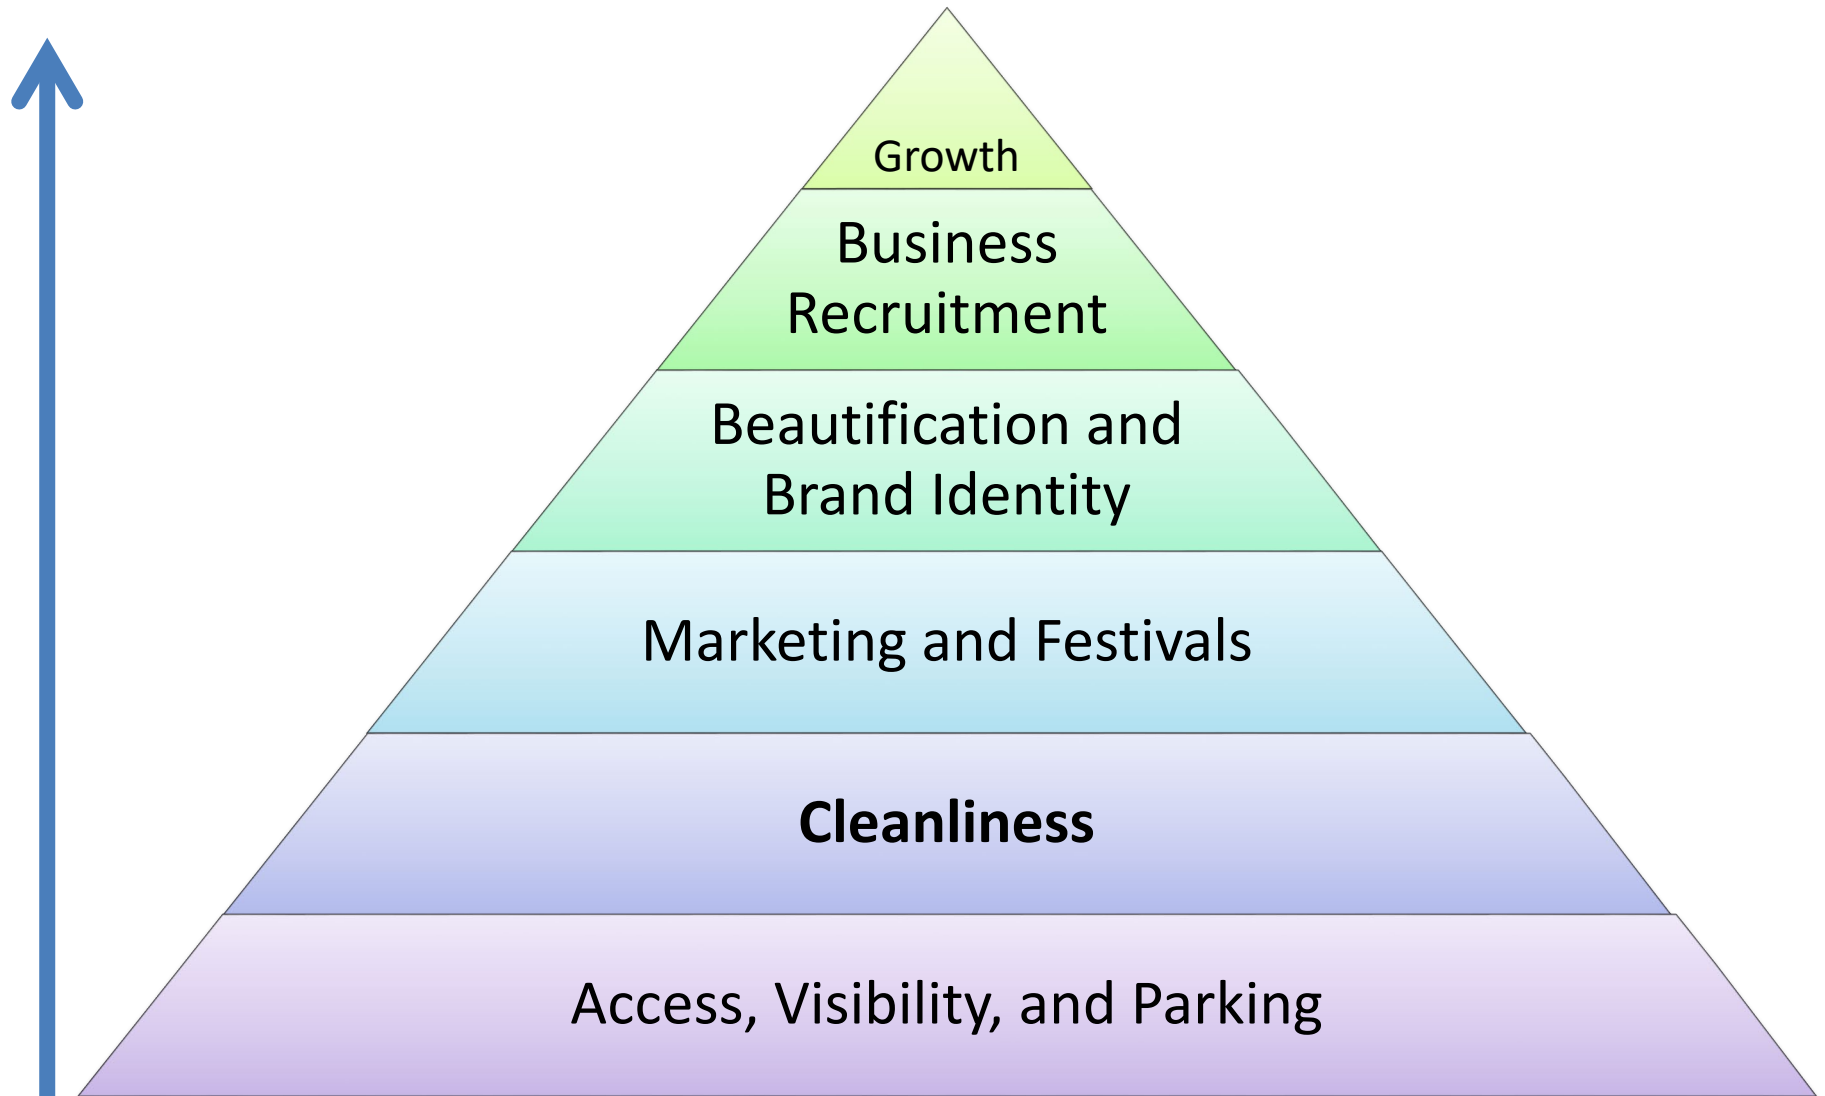 Growth
Business
Recruitment
Beautification and
Brand Identity
Marketing and Festivals
Cleanliness
Access, Visibility, and Parking